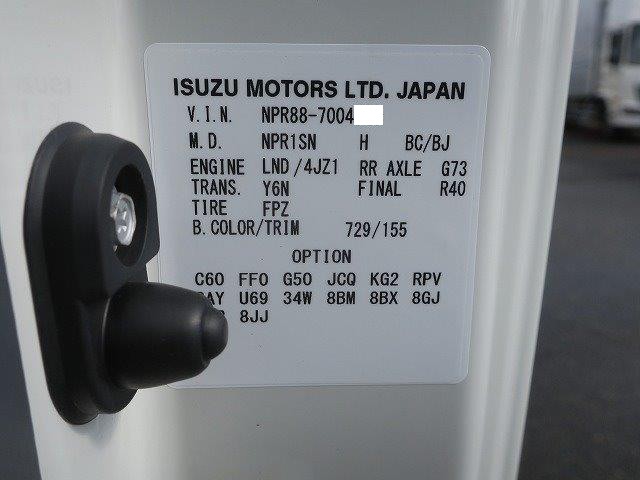 ISUZU MOTORS LTD. JAPAN
V.I.N. NPR88-7004
M.D. NPR1SN H BC/BJ
ENGINE LND/4JZ1 RR AXLE G73
TRANS. Y6N FINAL R40
TIRE FPZ
B.COLOR/TRIM 729/155
OPTION
C60 FF0 G50 JCQ KG2 RPV
U69 34W 8BM 8BX 8GJ
8JJ